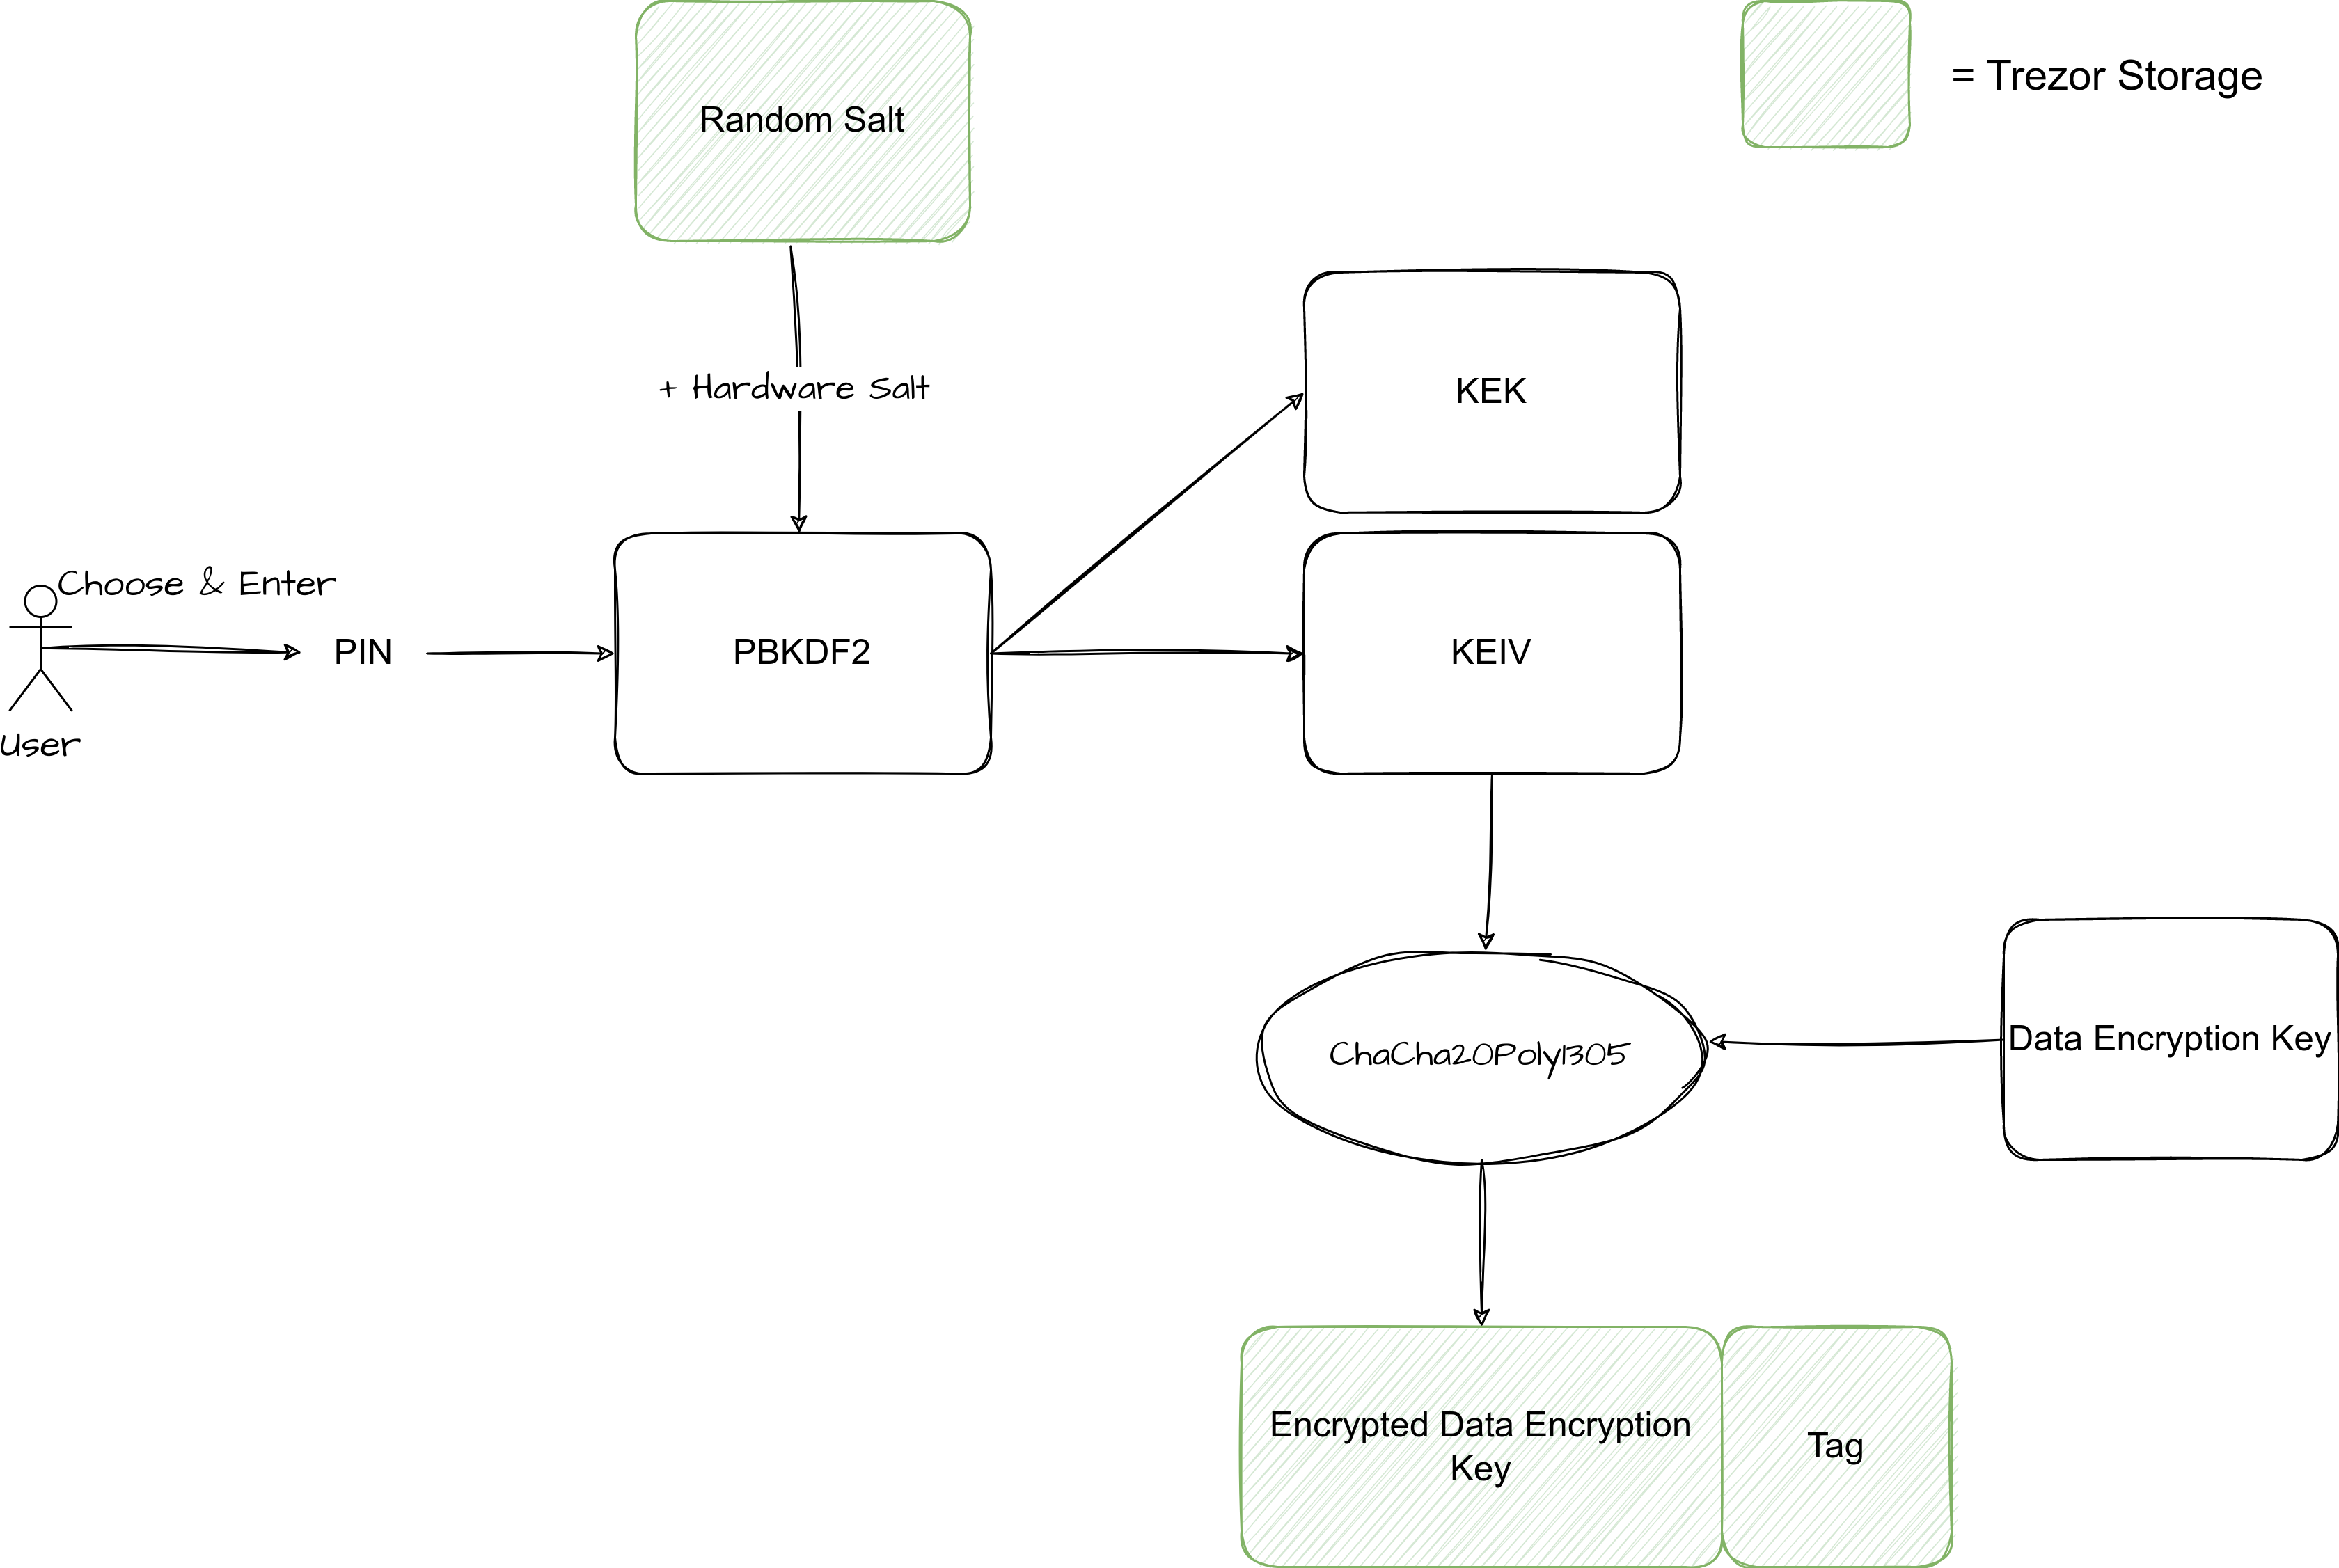 Random Salt
= Trezor Storage
+ Hardware Salt
KEK
Choose & Enter
PIN
PBKDF2
KEIV
User
ChaCha20Poly1305
Data Encryption Key
Encrypted Data Encryption
Key
Tag